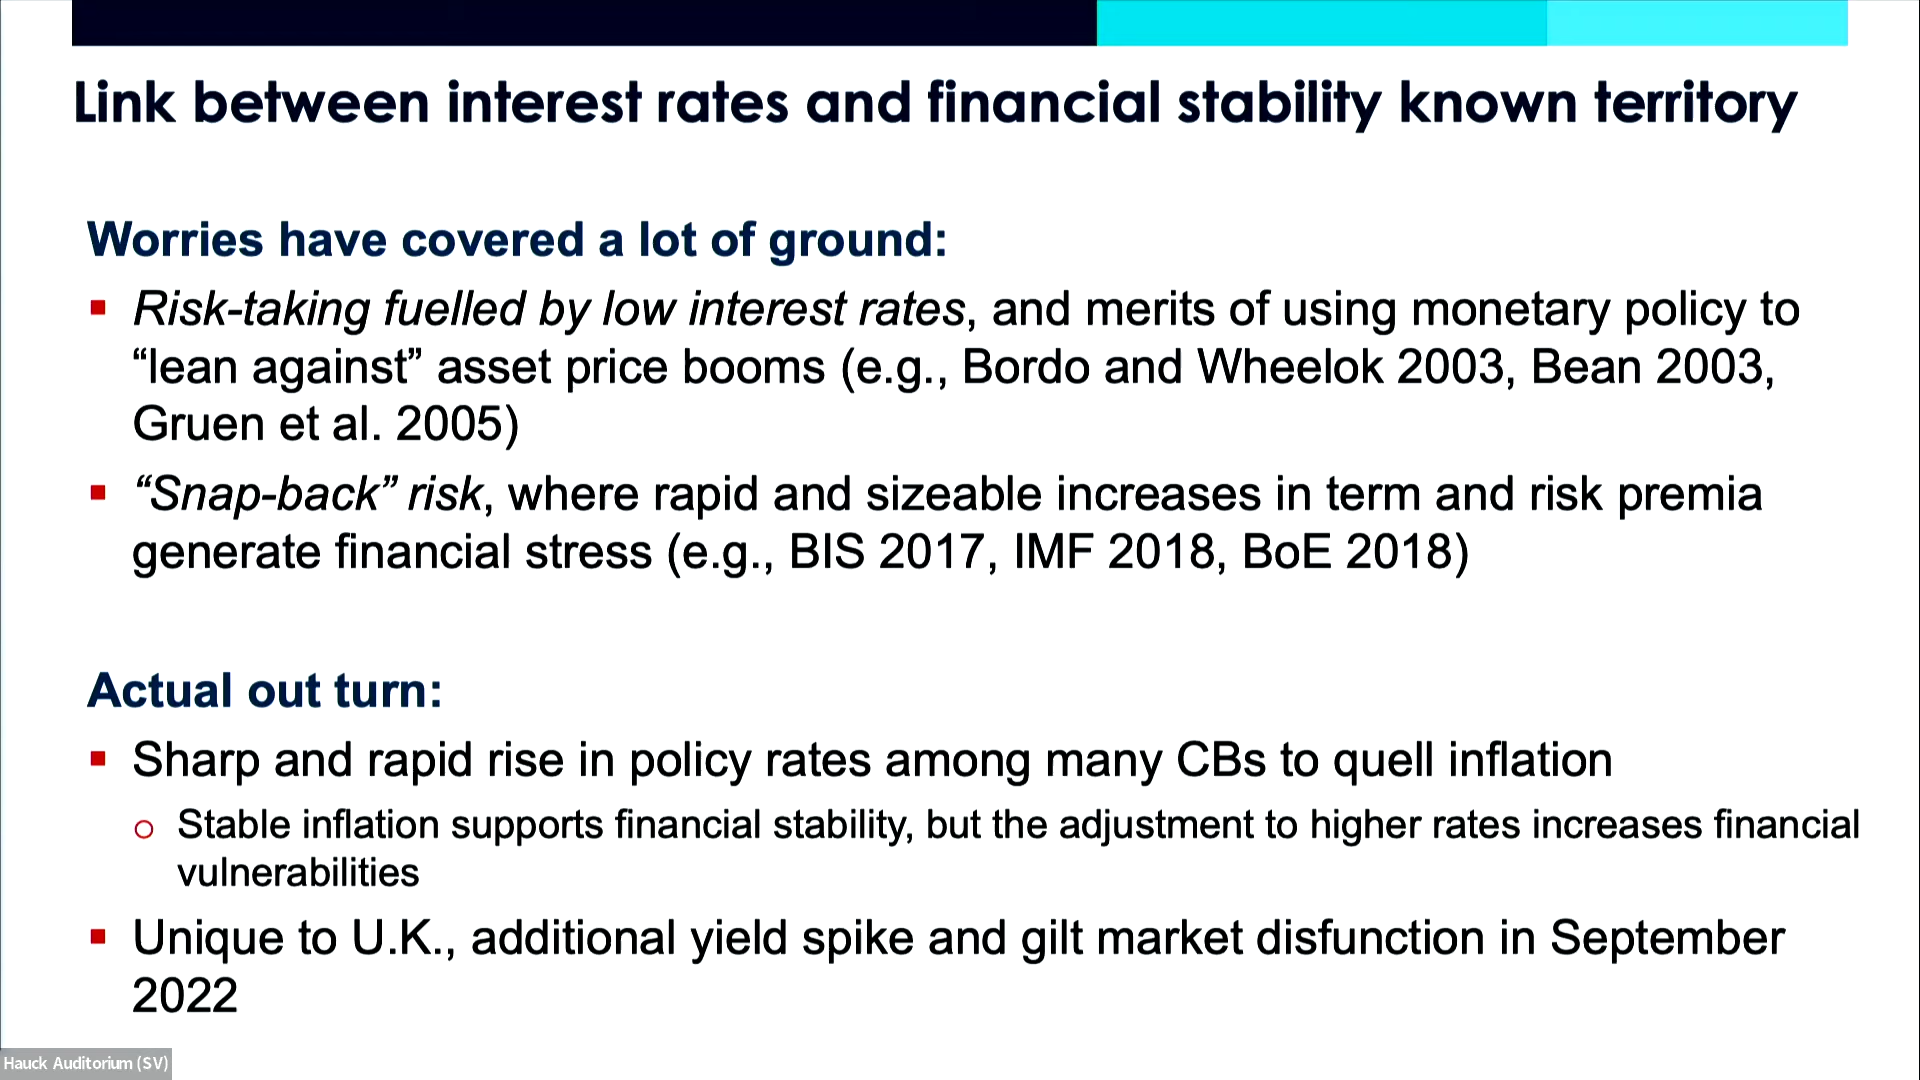 Link between interest rates and financial stability known territory
Worries have covered a lot of ground:
▪ Risk-taking fuelled by low interest rates, and merits of using monetary policy to
“lean against” asset price booms (e.g., Bordo and Wheelok 2003, Bean 2003,
Gruen et al. 2005)
▪ “Snap-back” risk, where rapid and sizeable increases in term and risk premia
generate financial stress (e.g., BIS 2017, IMF 2018, BoE 2018)
Actual out turn:
▪ Sharp and rapid rise in policy rates among many CBs to quell inflation
○ Stable inflation supports financial stability, but the adjustment to higher rates increases financial
vulnerabilities
▪ Unique to U.K., additional yield spike and gilt market disfunction in September
2022
Hauck Auditorium (SV)